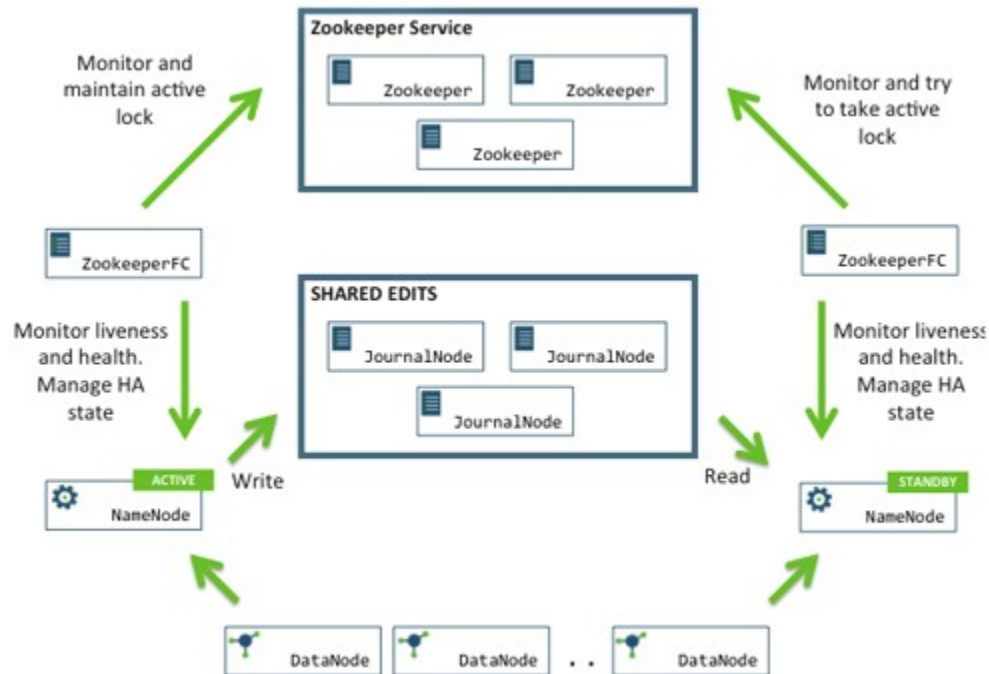 Zookeeper Service
Zookeeper
Zookeeper
Zookeeper
Monitor and
maintain active
lock
Monitor and try
to take active
lock
ZookeeperFC
ZookeeperFC
SHARED EDITS
JournalNode
JournalNode
JournalNode
Monitor liveness
and health.
Manage HA
state
Monitor liveness
and health.
Manage HA
state
ACTIVE
NameNode
Write
Read
STANDBY
NameNode
DataNode
DataNode
. .
DataNode